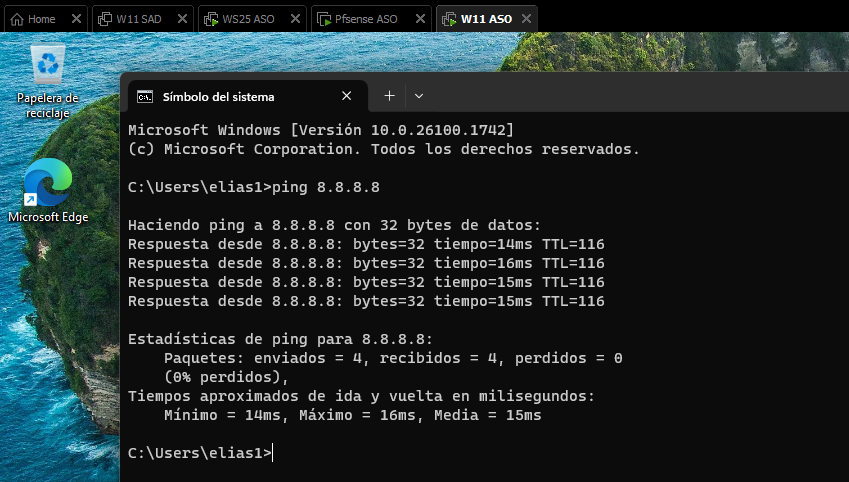 Home W11 SAD WS25 ASO Pfsense ASO W11 ASO
Papelera de
reciclaje
Microsoft Edge
Símbolo del sistema
Microsoft Windows [Versión 10.0.26100.1742]
(c) Microsoft Corporation. Todos los derechos reservados.
C:\Users\elias1>ping 8.8.8.8
Haciendo ping a 8.8.8.8 con 32 bytes de datos:
Respuesta desde 8.8.8.8: bytes=32 tiempo=14ms TTL=116
Respuesta desde 8.8.8.8: bytes=32 tiempo=16ms TTL=116
Respuesta desde 8.8.8.8: bytes=32 tiempo=15ms TTL=116
Respuesta desde 8.8.8.8: bytes=32 tiempo=15ms TTL=116
Estadísticas de ping para 8.8.8.8:
    Paquetes: enviados = 4, recibidos = 4, perdidos = 0
    (0% perdidos),
Tiempos aproximados de ida y vuelta en milisegundos:
    Mínimo = 14ms, Máximo = 16ms, Media = 15ms
C:\Users\elias1>